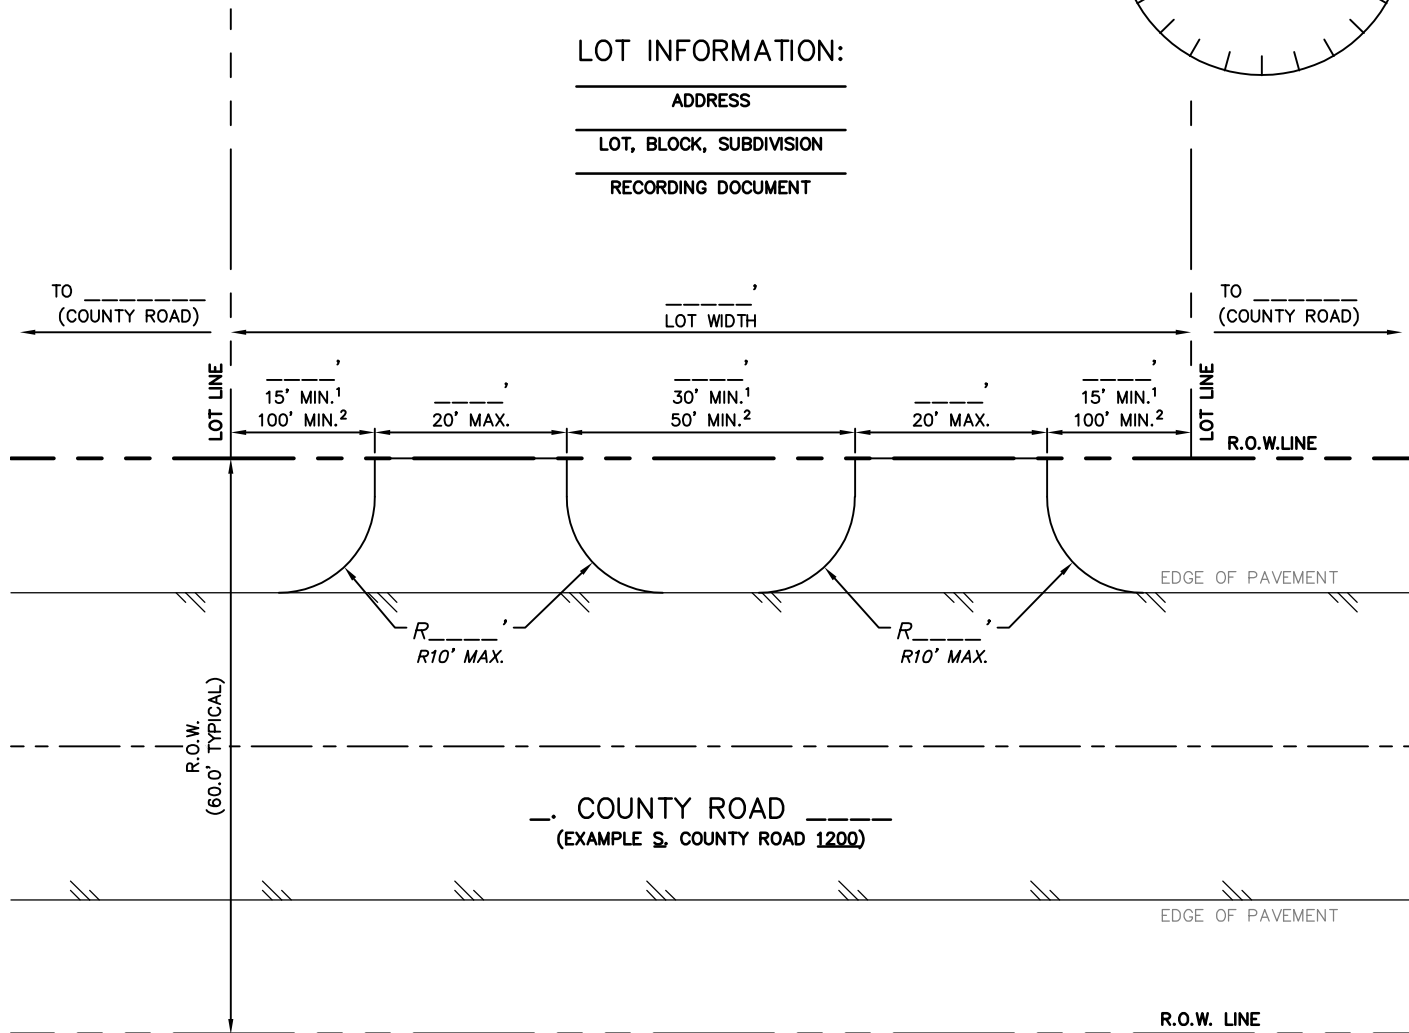 LOT INFORMATION:
ADDRESS
LOT, BLOCK, SUBDIVISION
RECORDING DOCUMENT
TO _______
(COUNTY ROAD)
_____'
LOT WIDTH
TO ______
(COUNTY ROAD)
LOT LINE
____'
15' MIN.¹
100' MIN.²
____'
20' MAX.
____'
30' MIN.¹
50' MIN.²
____'
20' MAX.
____'
15' MIN.¹
100' MIN.²
LOT LINE
R.O.W.LINE
EDGE OF PAVEMENT
R____'
R10' MAX.
R____'
R10' MAX.
R.O.W.
(60.0' TYPICAL)
_. COUNTY ROAD ____
(EXAMPLE S. COUNTY ROAD 1200)
EDGE OF PAVEMENT
R.O.W. LINE